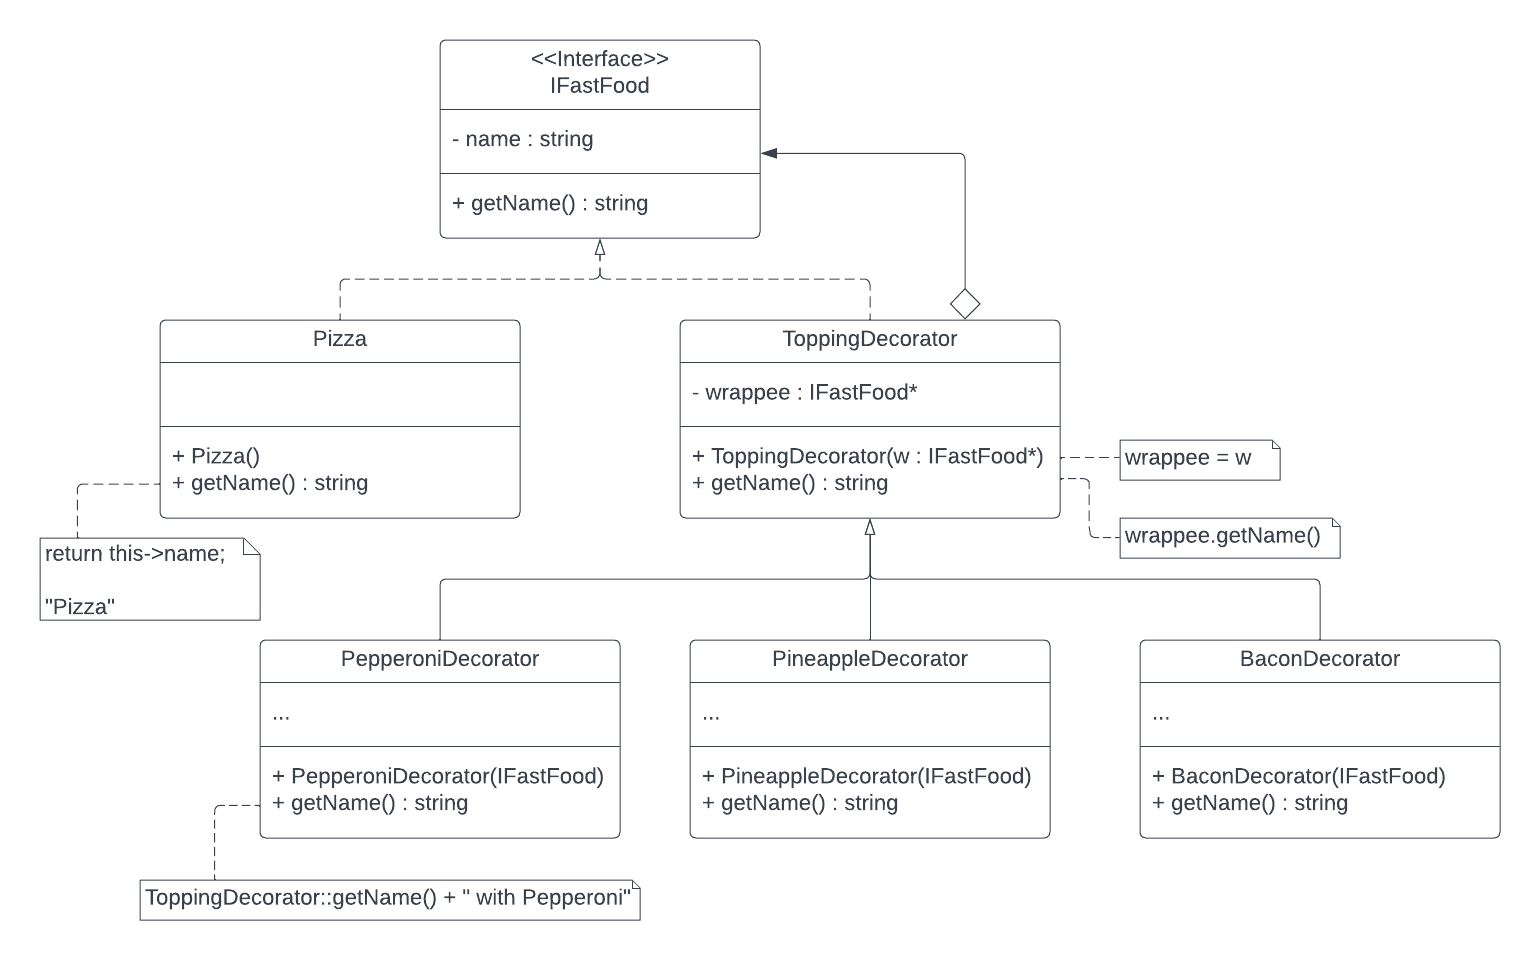 <<Interface>>
IFastFood
- name : string
+ getName() : string
Pizza
+ Pizza()
+ getName() : string
return this->name;
"Pizza"
ToppingDecorator
- wrappee : IFastFood*
+ ToppingDecorator(w : IFastFood*)
+ getName() : string
wrappee = w
wrappee.getName()
PepperoniDecorator
...
+ PepperoniDecorator(IFastFood)
+ getName() : string
ToppingDecorator::getName() + " with Pepperoni"
PineappleDecorator
...
+ PineappleDecorator(IFastFood)
+ getName() : string
BaconDecorator
...
+ BaconDecorator(IFastFood)
+ getName() : string